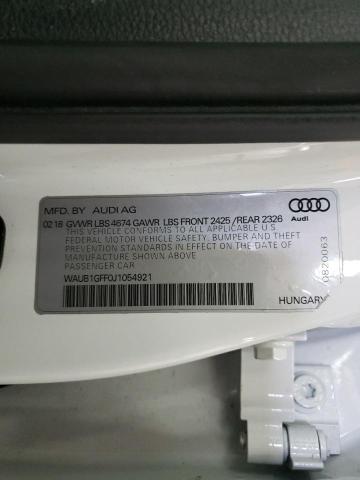 MFD. BY AUDI AG
02 18 GVWR LBS 4674 GAWR LBS FRONT 2425 /REAR 2326
THIS VEHICLE CONFORMS TO ALL APPLICABLE U.S.
FEDERAL MOTOR VEHICLE SAFETY, BUMPER AND THEFT
PREVENTION STANDARDS IN EFFECT ON THE DATE OF
MANUFACTURE SHOWN ABOVE
PASSENGER CAR
WAUB1GFF0J1054921
Audi
0820063
HUNGARY